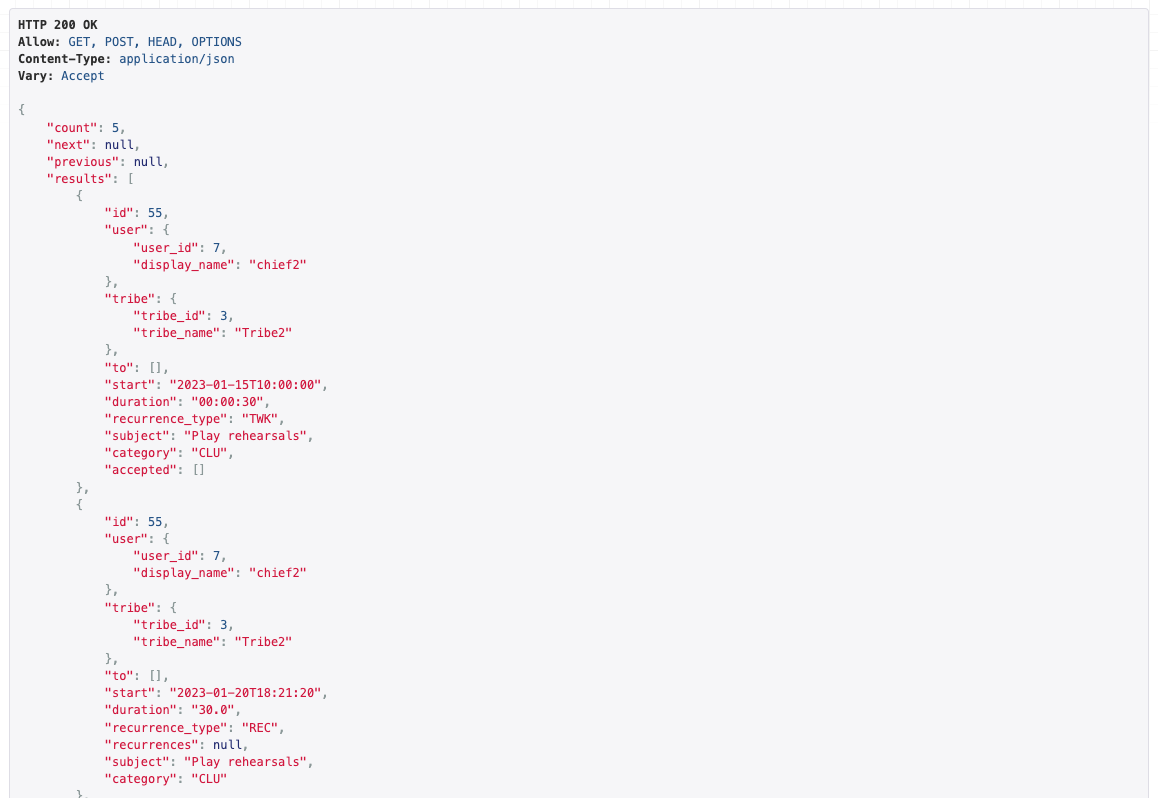 HTTP 200 OK
Allow: GET, POST, HEAD, OPTIONS
Content-Type: application/json
Vary: Accept
{
    "count": 5,
    "next": null,
    "previous": null,
    "results": [
        {
            "id": 55,
            "user": {
                "user_id": 7,
                "display_name": "chief2"
            },
            "tribe": {
                "tribe_id": 3,
                "tribe_name": "Tribe2"
            },
            "to": [],
            "start": "2023-01-15T10:00:00",
            "duration": "00:00:30",
            "recurrence_type": "TWK",
            "subject": "Play rehearsals",
            "category": "CLU",
            "accepted": []
        },
        {
            "id": 55,
            "user": {
                "user_id": 7,
                "display_name": "chief2"
            },
            "tribe": {
                "tribe_id": 3,
                "tribe_name": "Tribe2"
            },
            "to": [],
            "start": "2023-01-20T18:21:20",
            "duration": "30.0",
            "recurrence_type": "REC",
            "recurrences": null,
            "subject": "Play rehearsals",
            "category": "CLU"
        },